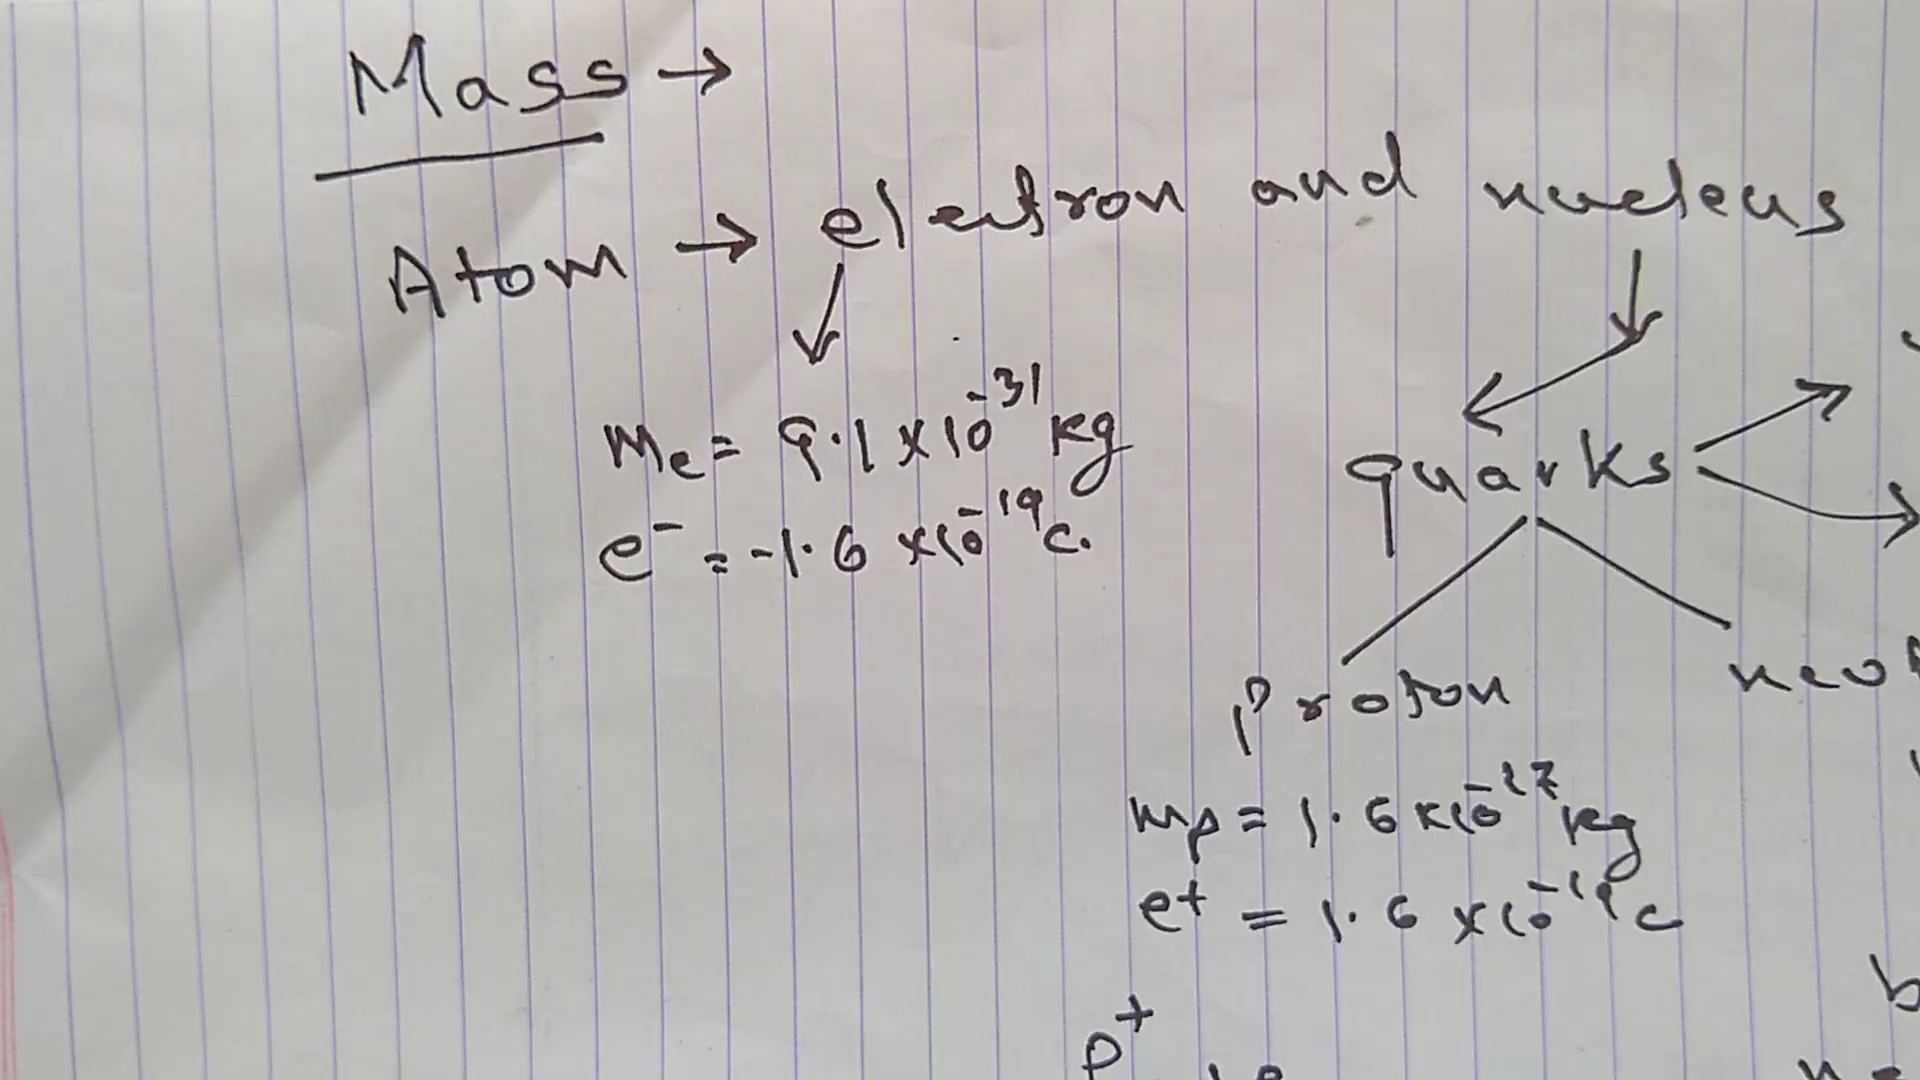 Mass →
Atom → electron and nucleus
me = 9.1 x 10^-31 kg
quarks
e^- = -1.6 x 10^-19 c.
Proton
mp = 1.6 x 10^-27 kg
e+ = 1.6 x 10^-19 c
P+